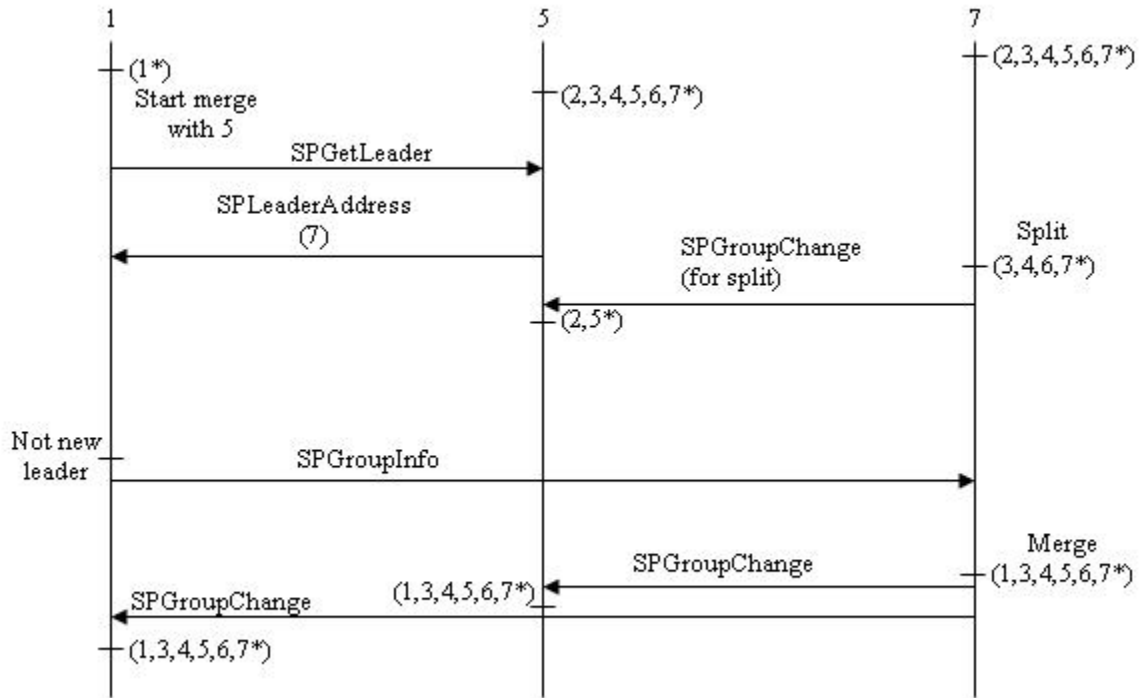 1
5
7
(1*)
(2,3,4,5,6,7*)
(2,3,4,5,6,7*)
Start merge
with 5
SPGetLeader
SPLeaderAddress
(7)
SPGroupChange
(for split)
Split
(3,4,6,7*)
(2,5*)
Not new
leader
SPGroupInfo
Merge
(1,3,4,5,6,7*)
SPGroupChange
(1,3,4,5,6,7*)
SPGroupChange
(1,3,4,5,6,7*)